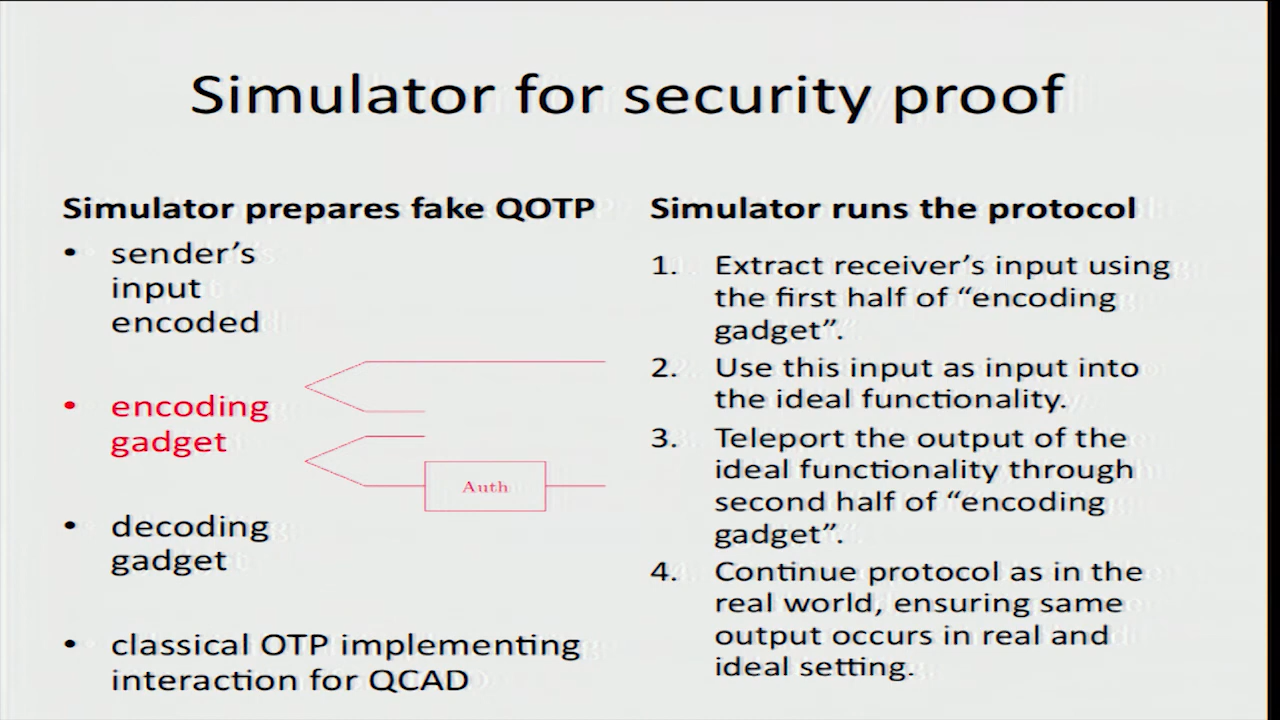 Simulator for security proof
Simulator prepares fake QOTP
• sender’s
input
encoded
• encoding
gadget
Auth
• decoding
gadget
• classical OTP implementing
interaction for QCAD
Simulator runs the protocol
1. Extract receiver’s input using
the first half of “encoding
gadget”.
2. Use this input as input into
the ideal functionality.
3. Teleport the output of the
ideal functionality through
second half of “encoding
gadget”.
4. Continue protocol as in the
real world, ensuring same
output occurs in real and
ideal setting.